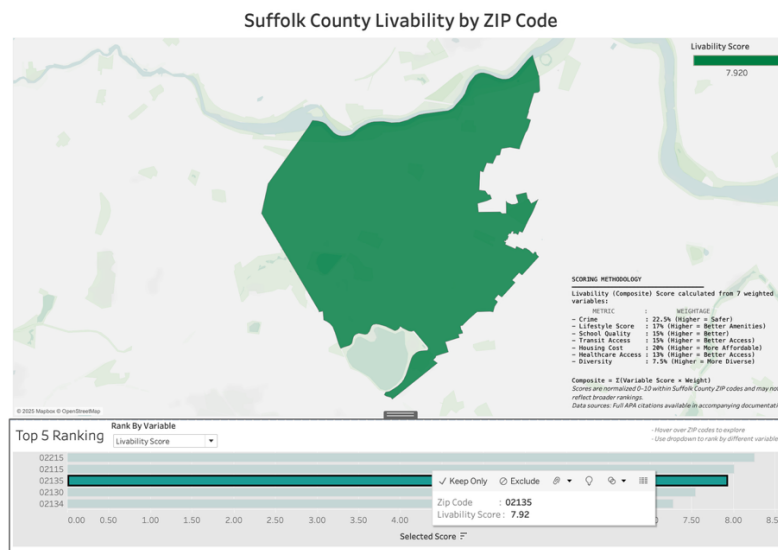 Suffolk County Livability by ZIP Code
Livability Score
7.920
SCORING METHODOLOGY
Livability (Composite) Score calculated from 7 weighted
variables:
METRIC : WEIGHTAGE
– Crime : 22.5% (Higher = Safer)
– Lifestyle Score : 17% (Higher = Better Amenities)
– School Quality : 15% (Higher = Better)
– Transit Access : 15% (Higher = Better Access)
– Housing Cost : 20% (Higher = More Affordable)
– Healthcare Access : 13% (Higher = Better Access)
– Diversity : 7.5% (Higher = More Diverse)
Composite = Σ(Variable Score × Weight)
Scores are normalized 0–10 within Suffolk County ZIP codes and may not
reflect broader rankings.
Data sources: Full APA citations available in accompanying documentati
© 2025 Mapbox © OpenStreetMap
Top 5 Ranking
Rank By Variable
Livability Score
- Hover over ZIP codes to explore
- Use dropdown to rank by different variable
02215
02115
02135
02130
02134
Keep Only
Exclude
Zip Code : 02135
Livability Score : 7.92
0.00 0.50 1.00 1.50 2.00 2.50 3.00 3.50 4.00 7.00 7.50 8.00 8.5
Selected Score